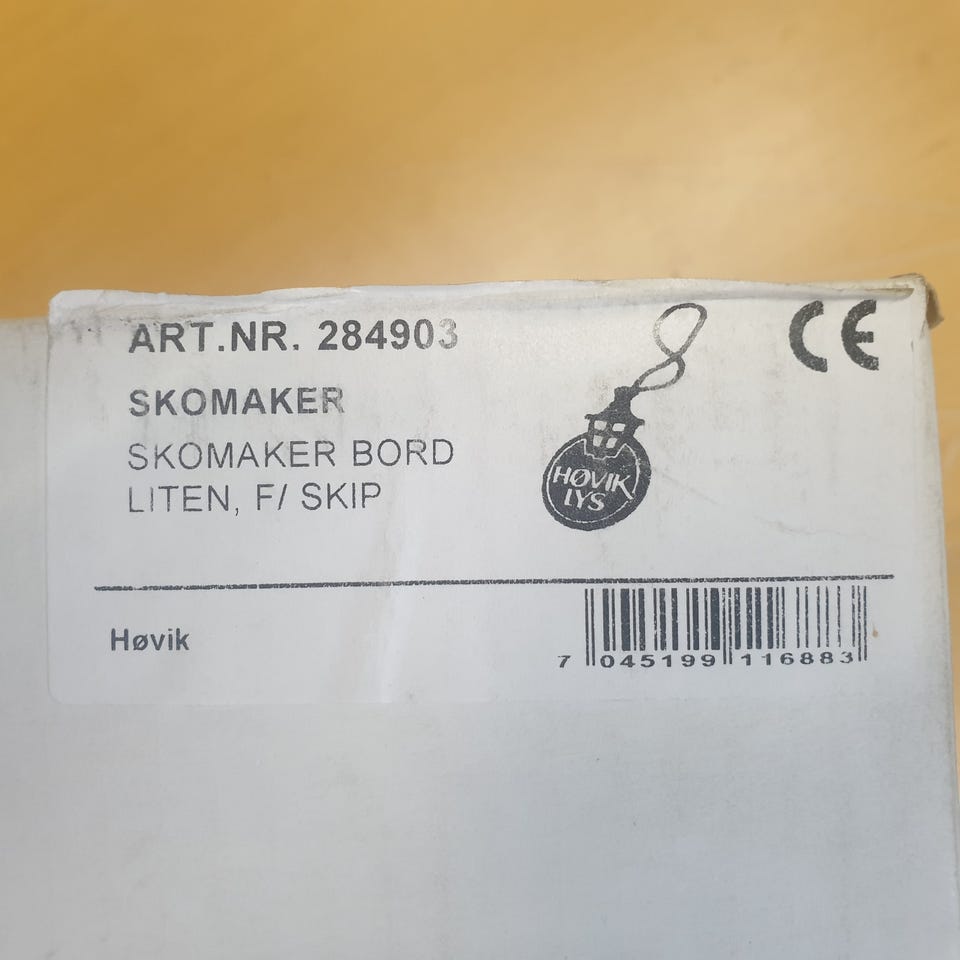 ART.NR. 284903
CE
SKOMAKER
SKOMAKER BORD
LITEN, F/ SKIP
HØVIK
LYS
Høvik
7 045199 116883